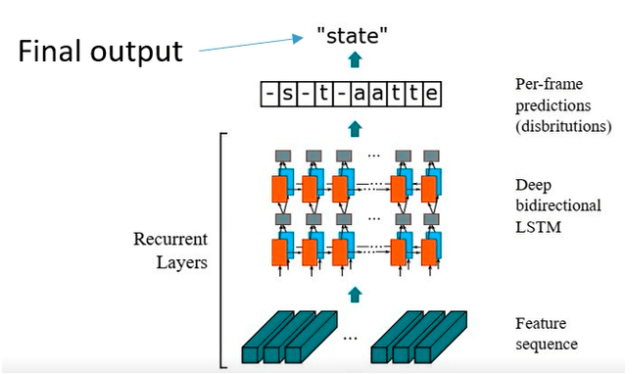 "state"
Final output
-s-t-aatte
Per-frame
predictions
(disbritutions)
...
Deep
bidirectional
LSTM
...
Recurrent
Layers
Feature
sequence
...